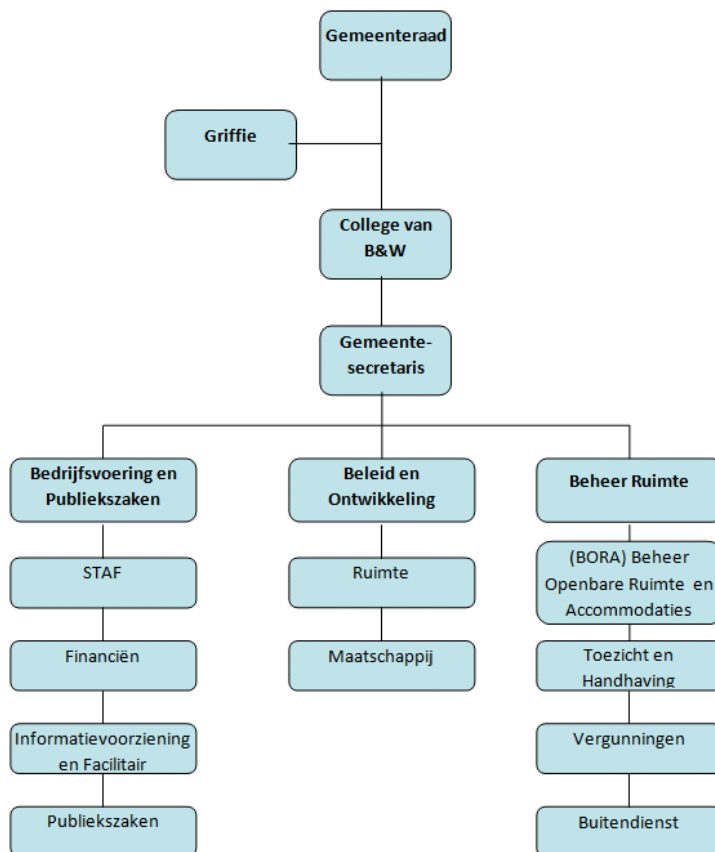 Gemeenteraad
Griffie
College van
B&W
Gemeente-
secretaris
Bedrijfsvoering en
Publiekszaken
STAF
Financiën
Informatievoorziening
en Facilitair
Publiekszaken
Beleid en
Ontwikkeling
Ruimte
Maatschappij
Beheer Ruimte
(BORA) Beheer
Openbare Ruimte en
Accommodaties
Toezicht en
Handhaving
Vergunningen
Buitendienst